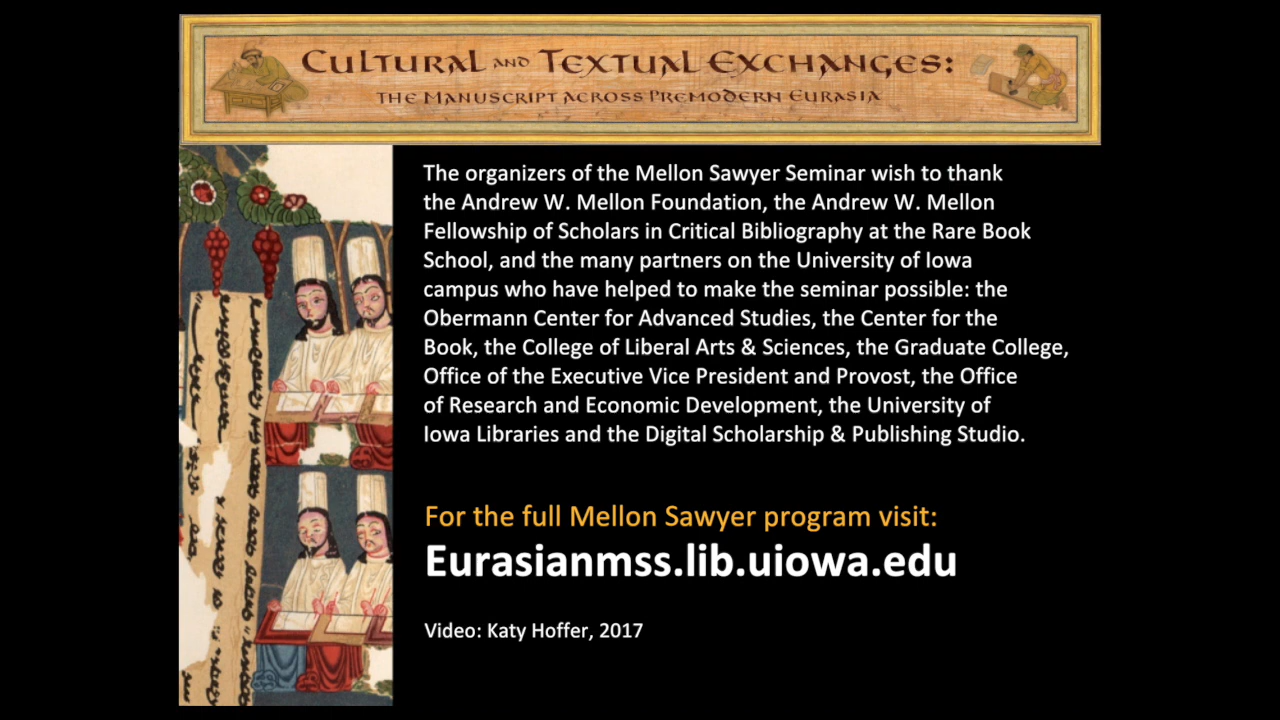 CULTURAL AND TEXTUAL EXCHANGES:
THE MANUSCRIPT ACROSS PREMODERN EURASIA
The organizers of the Mellon Sawyer Seminar wish to thank
the Andrew W. Mellon Foundation, the Andrew W. Mellon
Fellowship of Scholars in Critical Bibliography at the Rare Book
School, and the many partners on the University of Iowa
campus who have helped to make the seminar possible: the
Obermann Center for Advanced Studies, the Center for the
Book, the College of Liberal Arts & Sciences, the Graduate College,
Office of the Executive Vice President and Provost, the Office
of Research and Economic Development, the University of
Iowa Libraries and the Digital Scholarship & Publishing Studio.
For the full Mellon Sawyer program visit:
Eurasianmss.lib.uiowa.edu
Video: Katy Hoffer, 2017